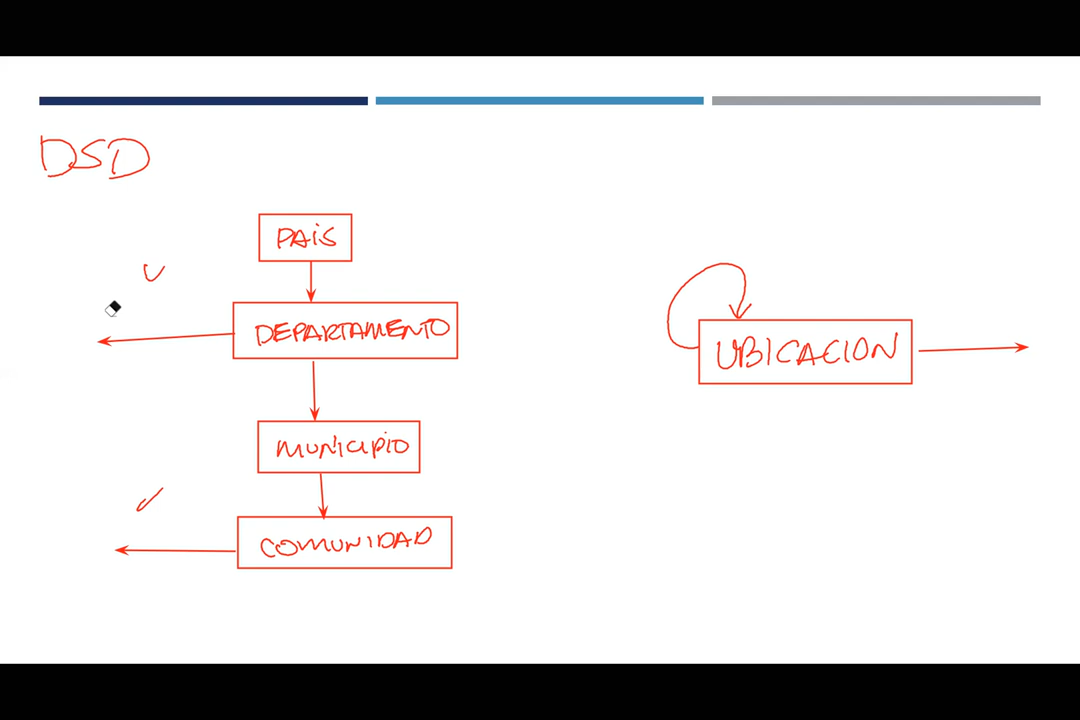 DSD
PAIS
DEPARTAMENTO
MUNICIPIO
COMUNIDAD
UBICACION